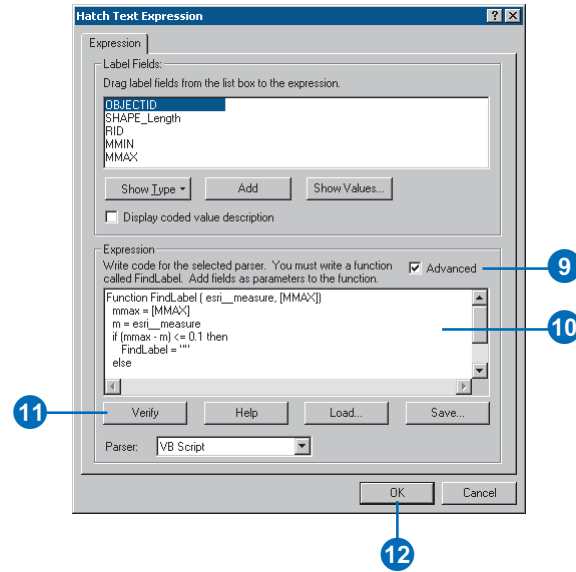 Hatch Text Expression
Expression
Label Fields:
Drag label fields from the list box to the expression.
OBJECTID
SHAPE_Length
RID
MMIN
MMAX
Show Type
Add
Show Values...
Display coded value description
Expression
Write code for the selected parser. You must write a function
called FindLabel. Add fields as parameters to the function.
Advanced
9
Function FindLabel ( esri__measure, [MMAX])
mmax = [MMAX]
m = esri__measure
if (mmax - m) <= 0.1 then
FindLabel = ""
else
10
11
Verify
Help
Load...
Save...
Parser:
VB Script
OK
Cancel
12